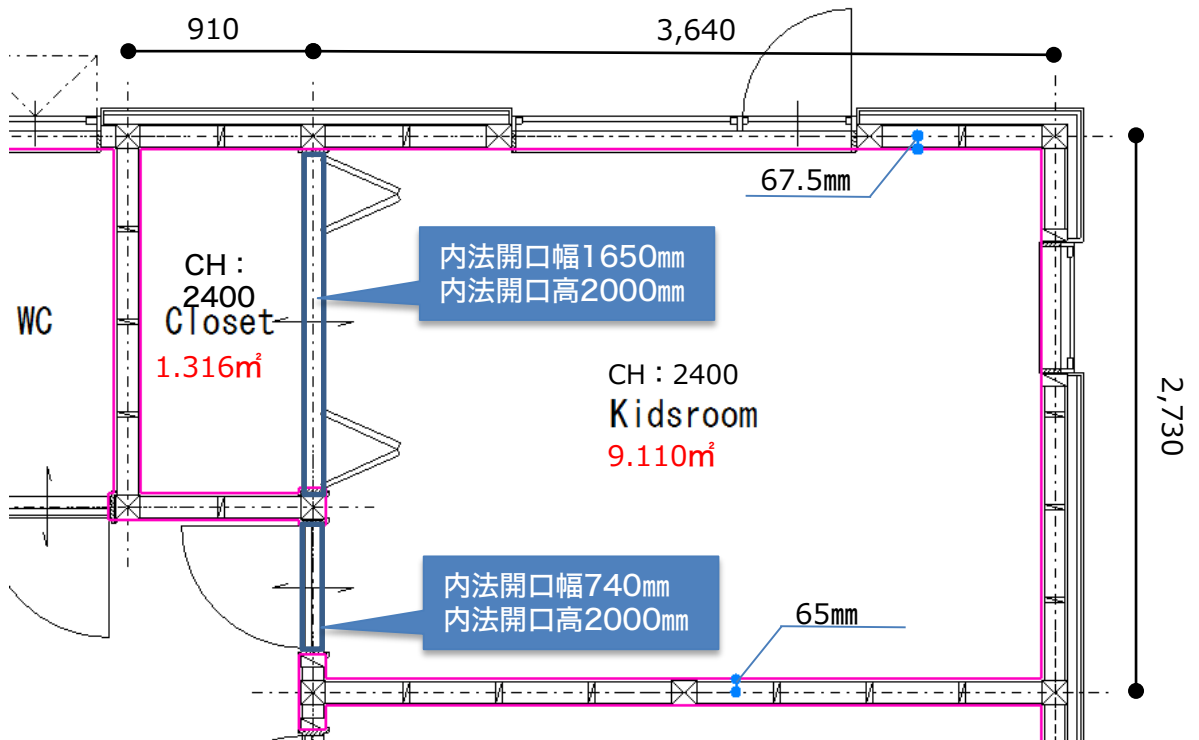 910
3,640
67.5㎜
内法開口幅1650㎜
内法開口高2000㎜
CH：
2400
WC
Closet
1.316㎡
CH：2400
Kidsroom
9.110㎡
2,730
内法開口幅740㎜
内法開口高2000㎜
65㎜